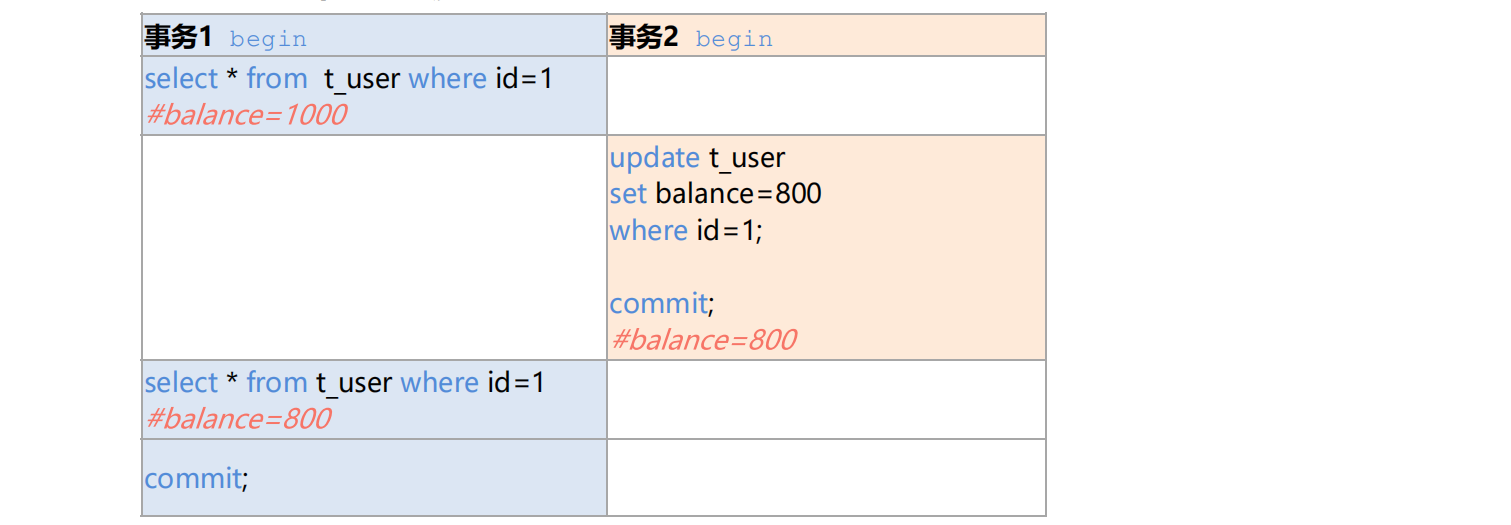 事务1 begin
事务2 begin
select * from t_user where id=1
#balance=1000
update t_user
set balance=800
where id=1;
commit;
#balance=800
select * from t_user where id=1
#balance=800
commit;